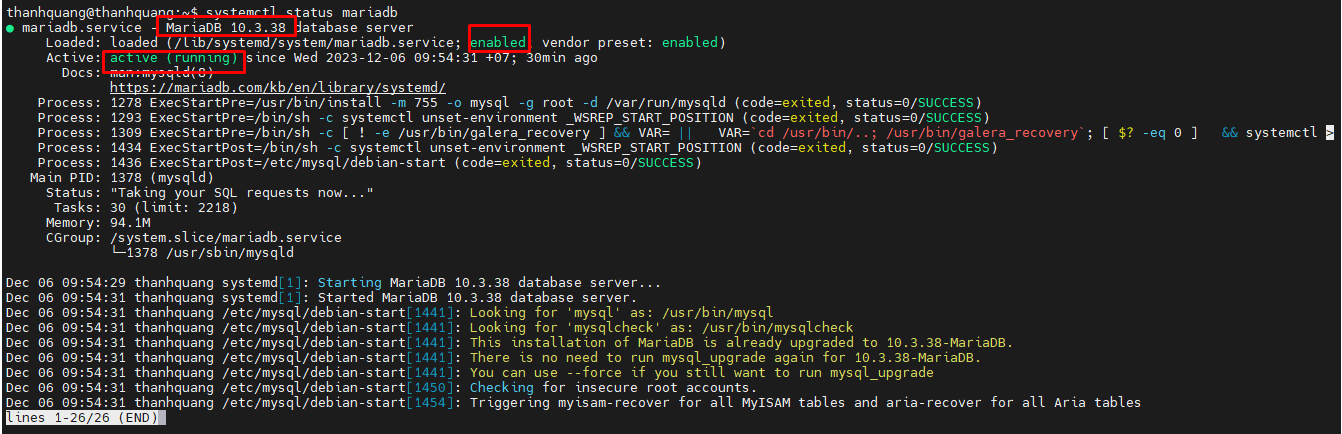 thanhquang@thanhquang:~$ systemctl status mariadb
● mariadb.service - MariaDB 10.3.38 database server
Loaded: loaded (/lib/systemd/system/mariadb.service; enabled; vendor preset: enabled)
Active: active (running) since Wed 2023-12-06 09:54:31 +07; 30min ago
Docs: man:mysqld(8)
https://mariadb.com/kb/en/library/systemd/
Process: 1278 ExecStartPre=/usr/bin/install -m 755 -o mysql -g root -d /var/run/mysqld (code=exited, status=0/SUCCESS)
Process: 1293 ExecStartPre=/bin/sh -c systemctl unset-environment _WSREP_START_POSITION (code=exited, status=0/SUCCESS)
Process: 1309 ExecStartPre=/bin/sh -c [ ! -e /usr/bin/galera_recovery ] && VAR= ||   VAR=`cd /usr/bin/..; /usr/bin/galera_recovery`; [ $? -eq 0 ]   && systemctl >
Process: 1434 ExecStartPost=/bin/sh -c systemctl unset-environment _WSREP_START_POSITION (code=exited, status=0/SUCCESS)
Process: 1436 ExecStartPost=/etc/mysql/debian-start (code=exited, status=0/SUCCESS)
Main PID: 1378 (mysqld)
Status: "Taking your SQL requests now..."
Tasks: 30 (limit: 2218)
Memory: 94.1M
CGroup: /system.slice/mariadb.service
└─1378 /usr/sbin/mysqld
Dec 06 09:54:29 thanhquang systemd[1]: Starting MariaDB 10.3.38 database server...
Dec 06 09:54:31 thanhquang systemd[1]: Started MariaDB 10.3.38 database server.
Dec 06 09:54:31 thanhquang /etc/mysql/debian-start[1441]: Looking for 'mysql' as: /usr/bin/mysql
Dec 06 09:54:31 thanhquang /etc/mysql/debian-start[1441]: Looking for 'mysqlcheck' as: /usr/bin/mysqlcheck
Dec 06 09:54:31 thanhquang /etc/mysql/debian-start[1441]: This installation of MariaDB is already upgraded to 10.3.38-MariaDB.
Dec 06 09:54:31 thanhquang /etc/mysql/debian-start[1441]: There is no need to run mysql_upgrade again for 10.3.38-MariaDB.
Dec 06 09:54:31 thanhquang /etc/mysql/debian-start[1441]: You can use --force if you still want to run mysql_upgrade
Dec 06 09:54:31 thanhquang /etc/mysql/debian-start[1450]: Checking for insecure root accounts.
Dec 06 09:54:31 thanhquang /etc/mysql/debian-start[1454]: Triggering myisam-recover for all MyISAM tables and aria-recover for all Aria tables
lines 1-26/26 (END)